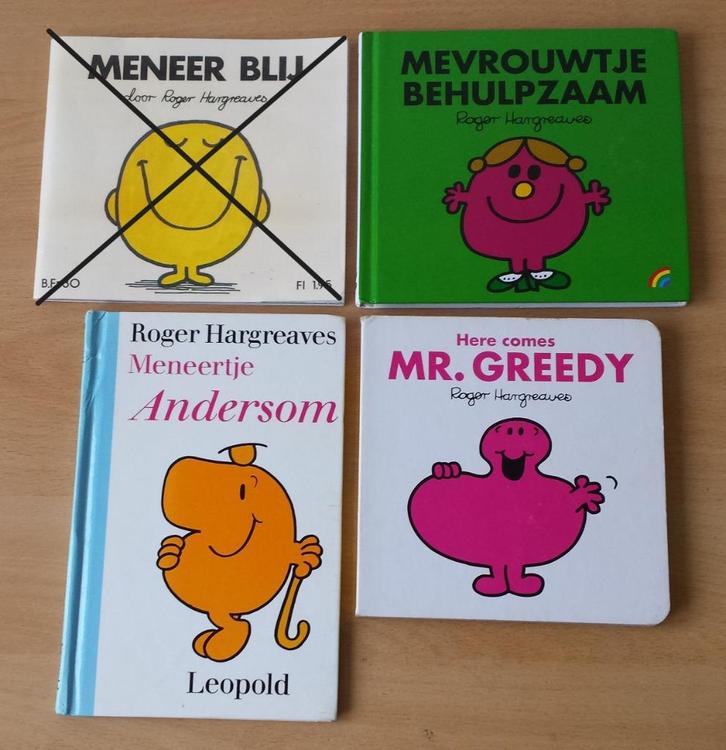 MENEER BLIJ
door Roger Hargreaves
B.F. 30
Fl 1.95
MEVROUWTJE
BEHULPZAAM
Roger Hargreaves
Roger Hargreaves
Meneertje
Andersom
Leopold
Here comes
MR. GREEDY
Roger Hargreaves